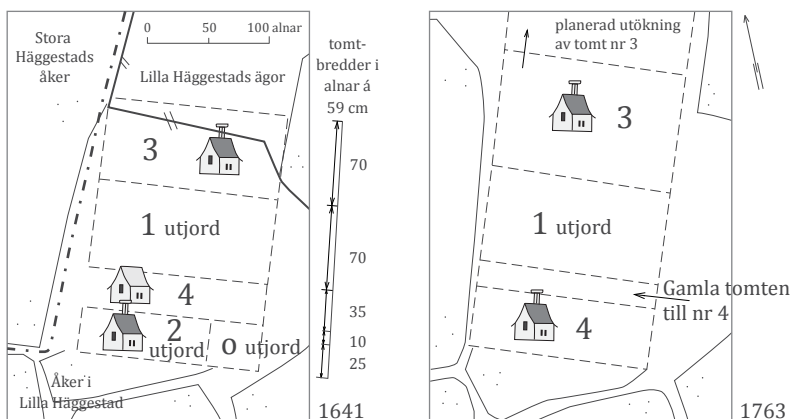 Stora
Häggestads
åker
0 50 100 alnar
Lilla Häggestads ägor
tomt-
bredder i
alnar á
59 cm
3
70
1 utjord
70
4
35
2
utjord
o utjord
10
25
Åker i
Lilla Häggestad
1641
planerad utökning
av tomt nr 3
3
1 utjord
Gamla tomten
till nr 4
4
1763